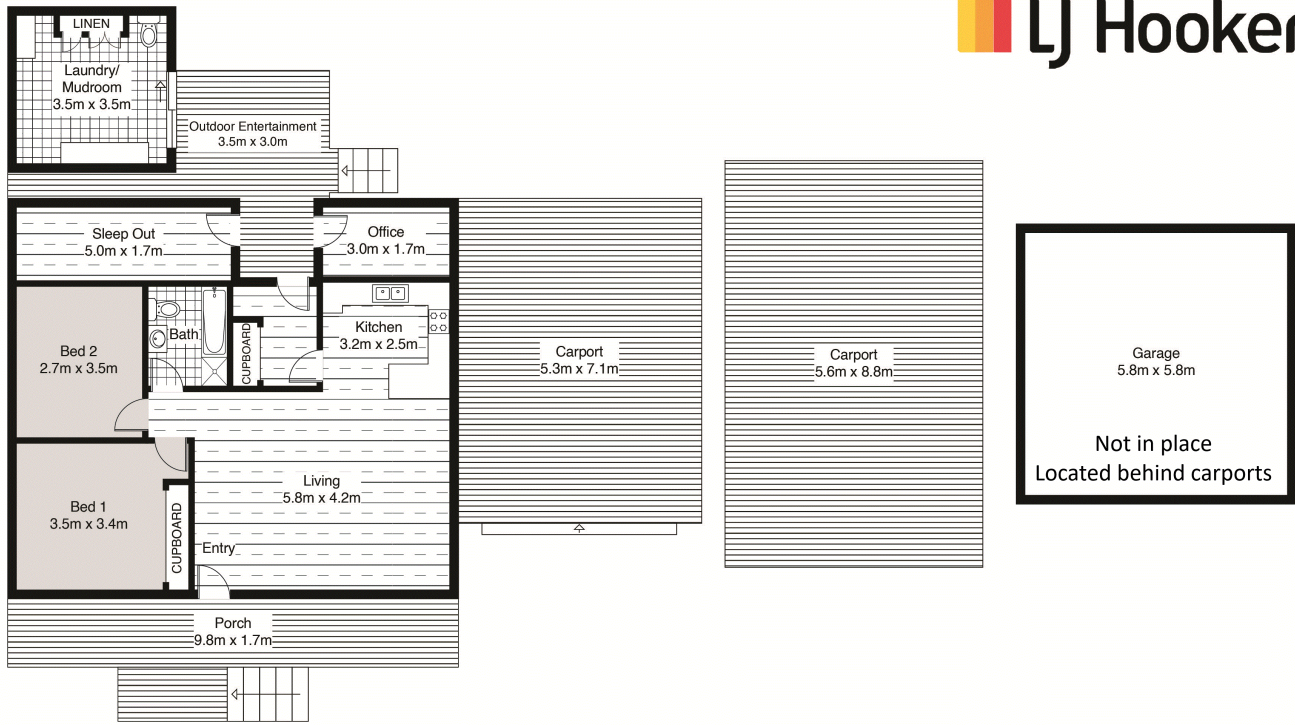 LJ Hooker
LINEN
Laundry/
Mudroom
3.5m x 3.5m
Outdoor Entertainment
3.5m x 3.0m
Sleep Out
5.0m x 1.7m
Office
3.0m x 1.7m
Bed 2
2.7m x 3.5m
Bath
CUPBOARD
Kitchen
3.2m x 2.5m
Carport
5.3m x 7.1m
Carport
5.6m x 8.8m
Garage
5.8m x 5.8m
Not in place
Located behind carports
Bed 1
3.5m x 3.4m
CUPBOARD
Living
5.8m x 4.2m
Entry
Porch
9.8m x 1.7m